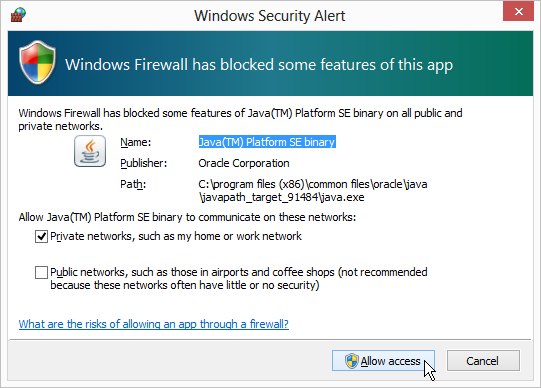 Windows Security Alert
Windows Firewall has blocked some features of this app
Windows Firewall has blocked some features of Java(TM) Platform SE binary on all public and
private networks.
Name: Java(TM) Platform SE binary
Publisher: Oracle Corporation
Path: C:\program files (x86)\common files\oracle\java
\javapath_target_91484\java.exe
Allow Java(TM) Platform SE binary to communicate on these networks:
Private networks, such as my home or work network
Public networks, such as those in airports and coffee shops (not recommended
because these networks often have little or no security)
What are the risks of allowing an app through a firewall?
Allow access Cancel